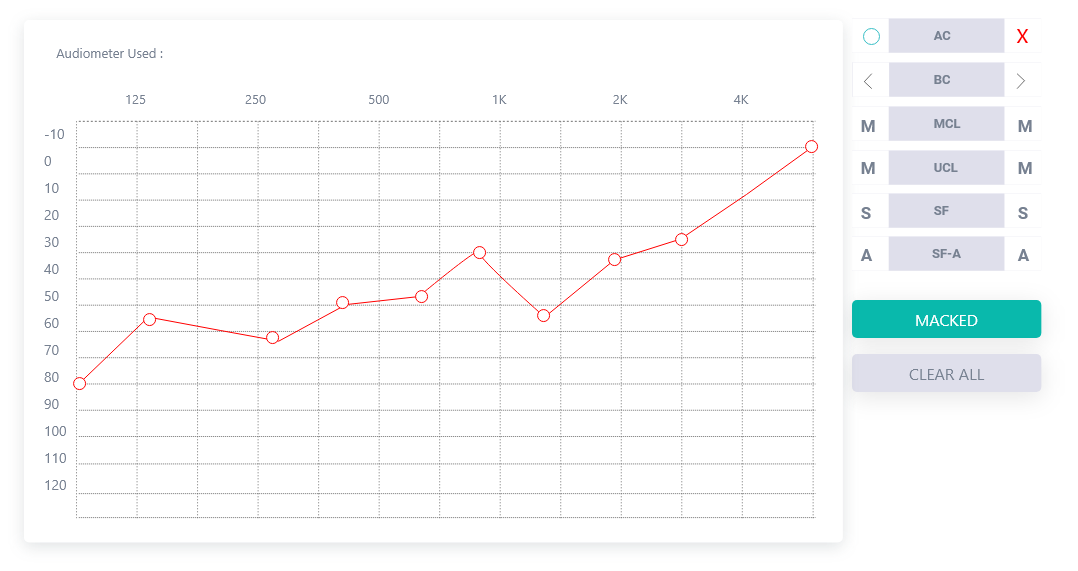 Audiometer Used :
125 250 500 1K 2K 4K
-10
0
10
20
30
40
50
60
70
80
90
100
110
120
AC X
BC
M MCL M
M UCL M
S SF S
A SF-A A
MACKED
CLEAR ALL